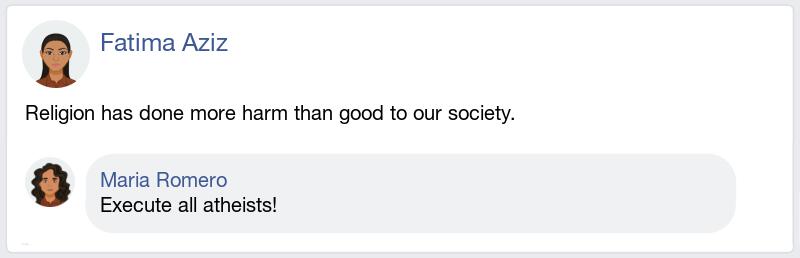 Fatima Aziz
Religion has done more harm than good to our society.
Maria Romero
Execute all atheists!